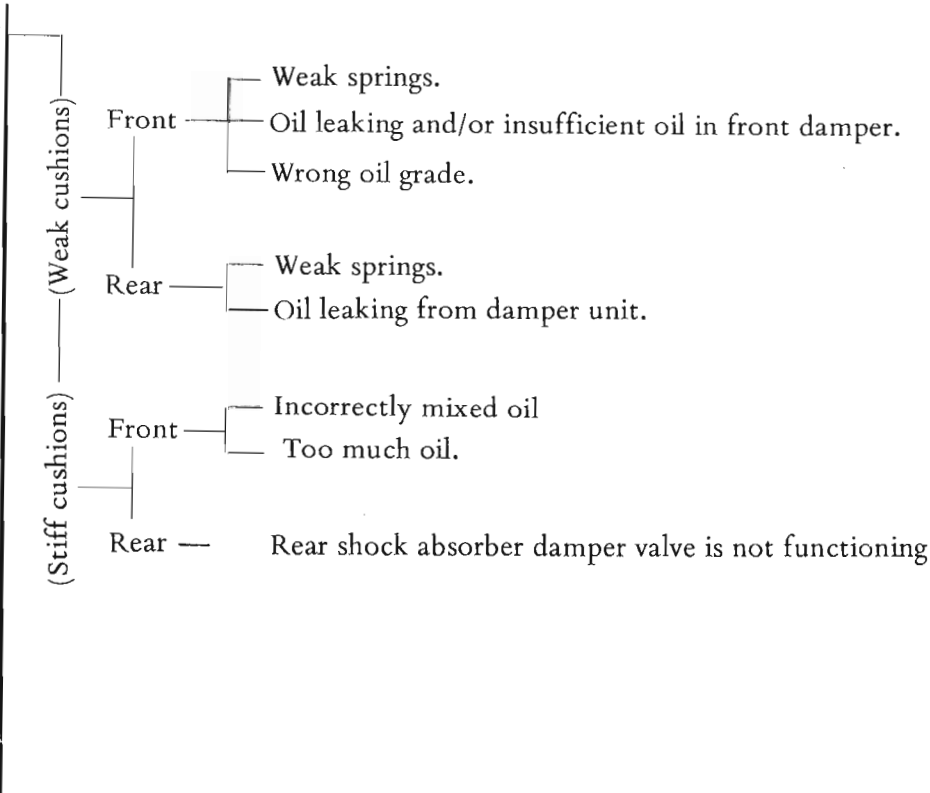 (Weak cushions)
Front
Weak springs.
Oil leaking and/or insufficient oil in front damper.
Wrong oil grade.
Rear
Weak springs.
Oil leaking from damper unit.
(Stiff cushions)
Front
Incorrectly mixed oil
Too much oil.
Rear
Rear shock absorber damper valve is not functioning